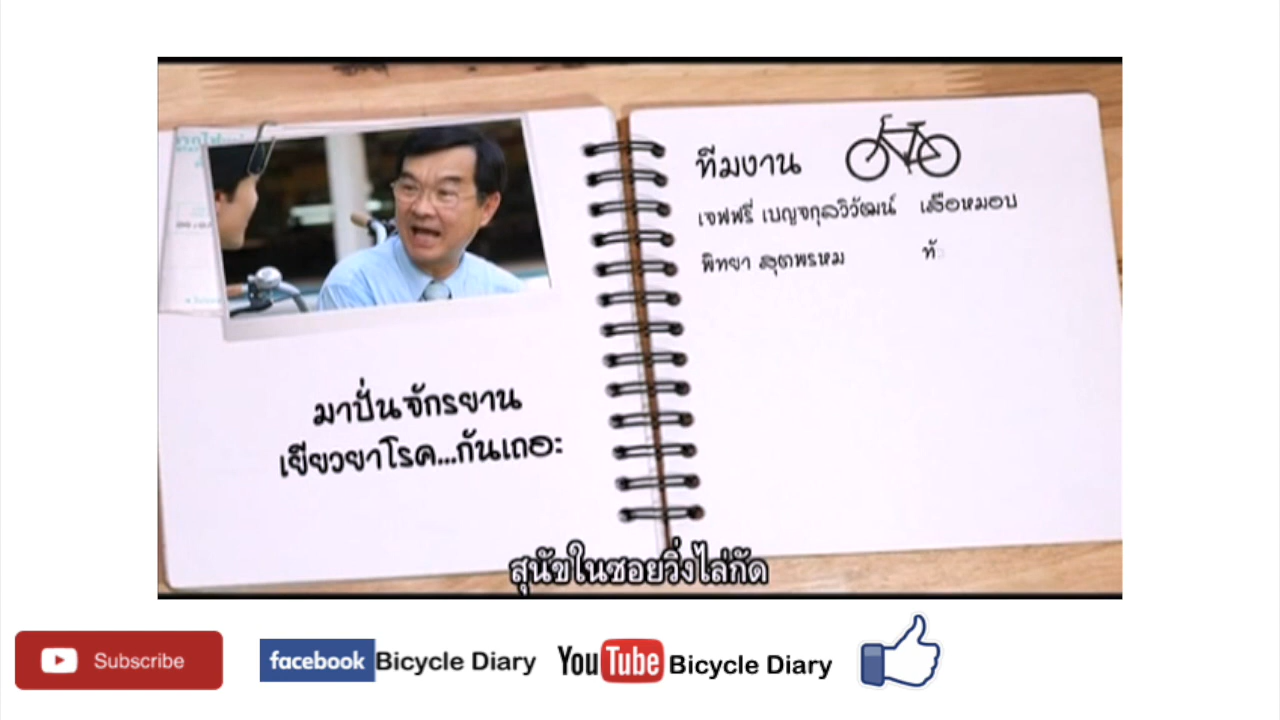 มาปั่นจักรยาน
เยียวยาโรค...กันเถอะ
ทีมงาน
เจฟฟรี่ เบญจกุลวิวัฒน์ เสือหมอบ
พิทยา สุตพรหม ทั
สุนัขในซอยวิ่งไล่กัด
Subscribe
facebook Bicycle Diary
YouTube Bicycle Diary